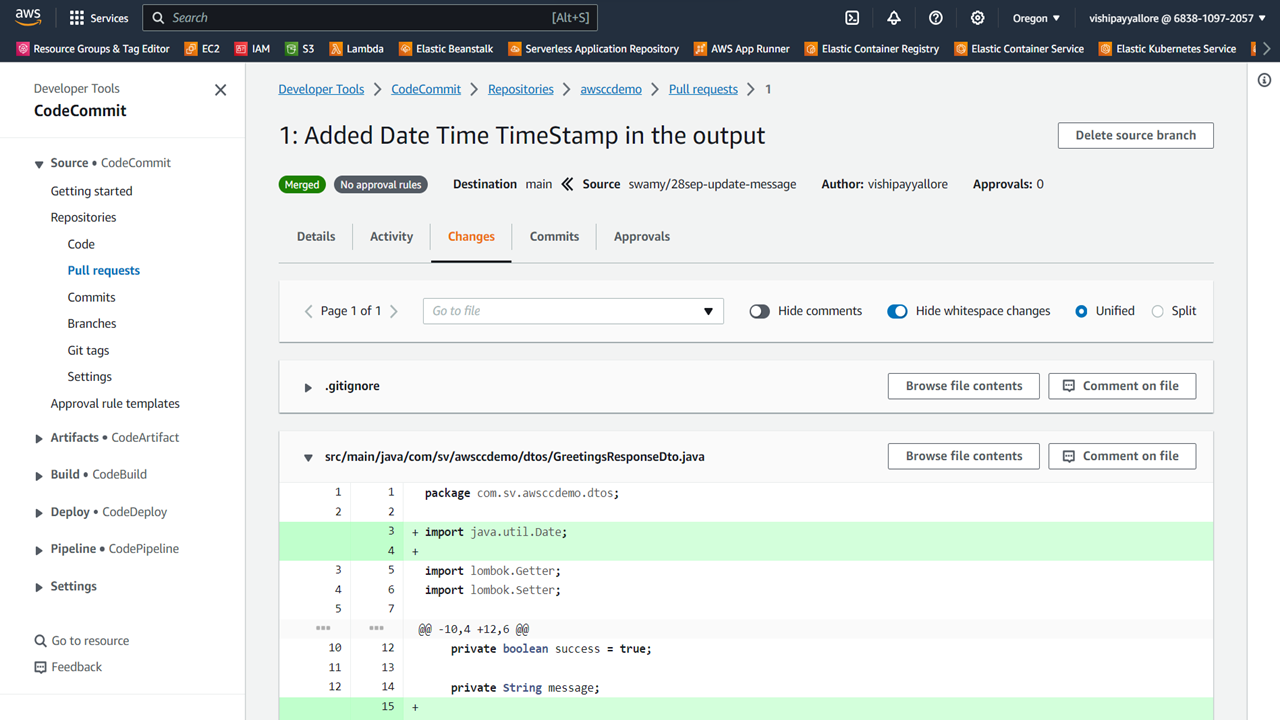 aws Services Search [Alt+S] Oregon vishipayyallore @ 6838-1097-2057
Resource Groups & Tag Editor EC2 IAM S3 Lambda Elastic Beanstalk Serverless Application Repository AWS App Runner Elastic Container Registry Elastic Container Service Elastic Kubernetes Service
Developer Tools
CodeCommit
Source • CodeCommit
Getting started
Repositories
Code
Pull requests
Commits
Branches
Git tags
Settings
Approval rule templates
Artifacts • CodeArtifact
Build • CodeBuild
Deploy • CodeDeploy
Pipeline • CodePipeline
Settings
Go to resource
Feedback
Developer Tools > CodeCommit > Repositories > awsccdemo > Pull requests > 1
1: Added Date Time TimeStamp in the output
Delete source branch
Merged No approval rules Destination main Source swamy/28sep-update-message Author: vishipayyallore Approvals: 0
Details Activity Changes Commits Approvals
Page 1 of 1 Go to file Hide comments Hide whitespace changes Unified Split
.gitignore Browse file contents Comment on file
src/main/java/com/sv/awsccdemo/dtos/GreetingsResponseDto.java Browse file contents Comment on file
1 1 package com.sv.awsccdemo.dtos;
2 2
3 + import java.util.Date;
4 +
3 5 import lombok.Getter;
4 6 import lombok.Setter;
5 7
@@ -10,4 +12,6 @@
10 12 private boolean success = true;
11 13
12 14 private String message;
15 +